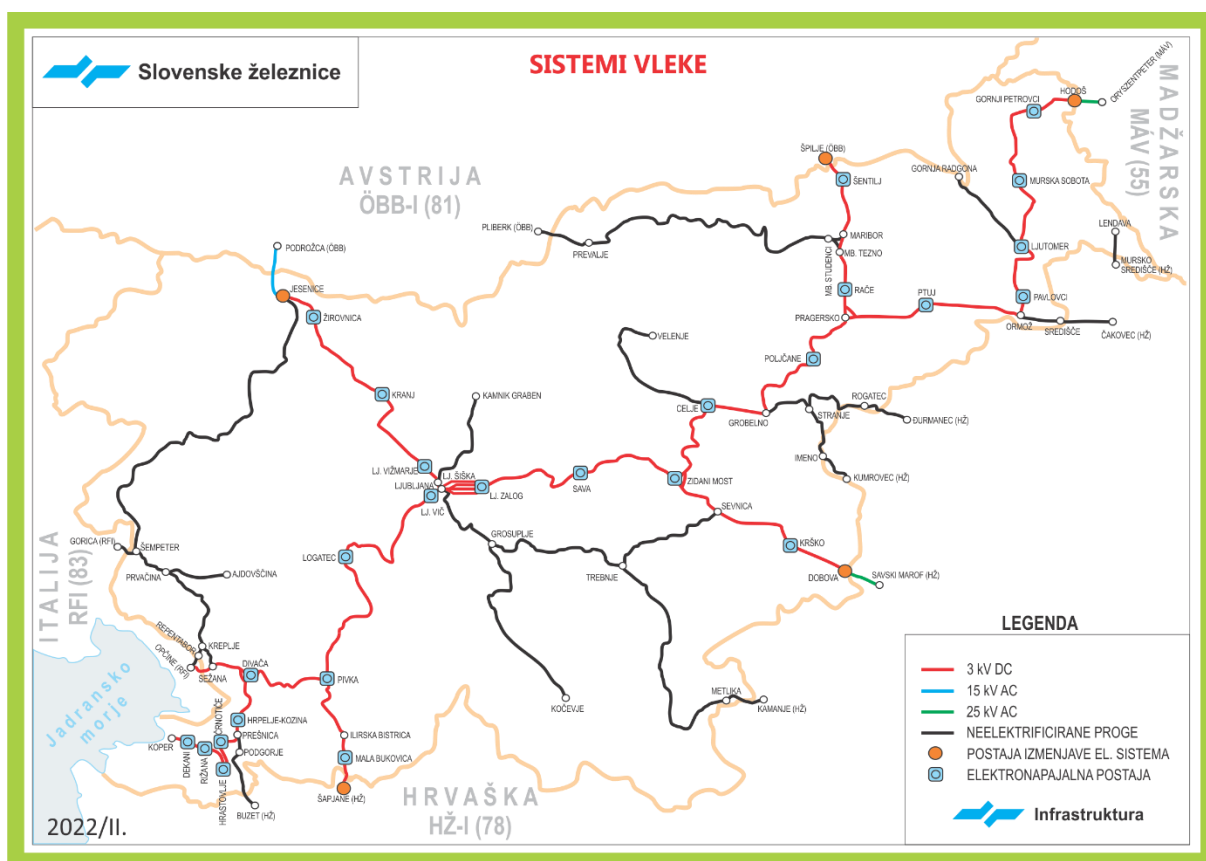 Slovenske železnice
SISTEMI VLEKE
AVSTRIJA
ÖBB-I (81)
MADŽARSKA
MÁV (55)
ITALIJA
RFI (83)
HRVAŠKA
HŽ-I (78)
Jadransko
morje
PODROŽCA (ÖBB)
JESENICE
ŽIROVNICA
KRANJ
LJ. VIŽMARJE
LJ. ŠIŠKA
LJUBLJANA
LJ. VIČ
LJ. ZALOG
KAMNIK GRABEN
SAVA
ZIDANI MOST
CELJE
VELENJE
GROBELNO
STRANJE
ROGATEC
ĐURMANEC (HŽ)
IMENO
KUMROVEC (HŽ)
POLJČANE
PRAGERSKO
RAČE
MB. TEZNO
MB. STUDENCI
MARIBOR
ŠENTILJ
ŠPILJE (ÖBB)
PLIBERK (ÖBB)
PREVALJE
PTUJ
ORMOŽ
SREDIŠČE
ČAKOVEC (HŽ)
PAVLOVCI
LJUTOMER
GORNJA RADGONA
MURSKA SOBOTA
GORNJI PETROVCI
HODOŠ
ORYSZENTPETER (MÁV)
LENDAVA
MURSKO
SREDIŠČE (HŽ)
SEVNICA
KRŠKO
DOBOVA
SAVSKI MAROF (HŽ)
GROSUPLJE
TREBNJE
KOČEVJE
METLIKA
KAMANJE (HŽ)
LOGATEC
PIVKA
ILIRSKA BISTRICA
MALA BUKOVICA
ŠAPJANE (HŽ)
GORICA (RFI)
ŠEMPETER
PRVAČINA
AJDOVŠČINA
REPENTABOR
KREPLJE
OPČINE (RFI)
SEŽANA
DIVAČA
HRPELJE-KOZINA
PREŠNICA
PODGORJE
BUZET (HŽ)
ČRNOTIČE
KOPER
DEKANI
RIŽANA
HRASTOVLJE
LEGENDA
3 kV DC
15 kV AC
25 kV AC
NEELEKTRIFICIRANE PROGE
POSTAJA IZMENJAVE EL. SISTEMA
ELEKTRONAPAJALNA POSTAJA
Infrastruktura
2022/II.